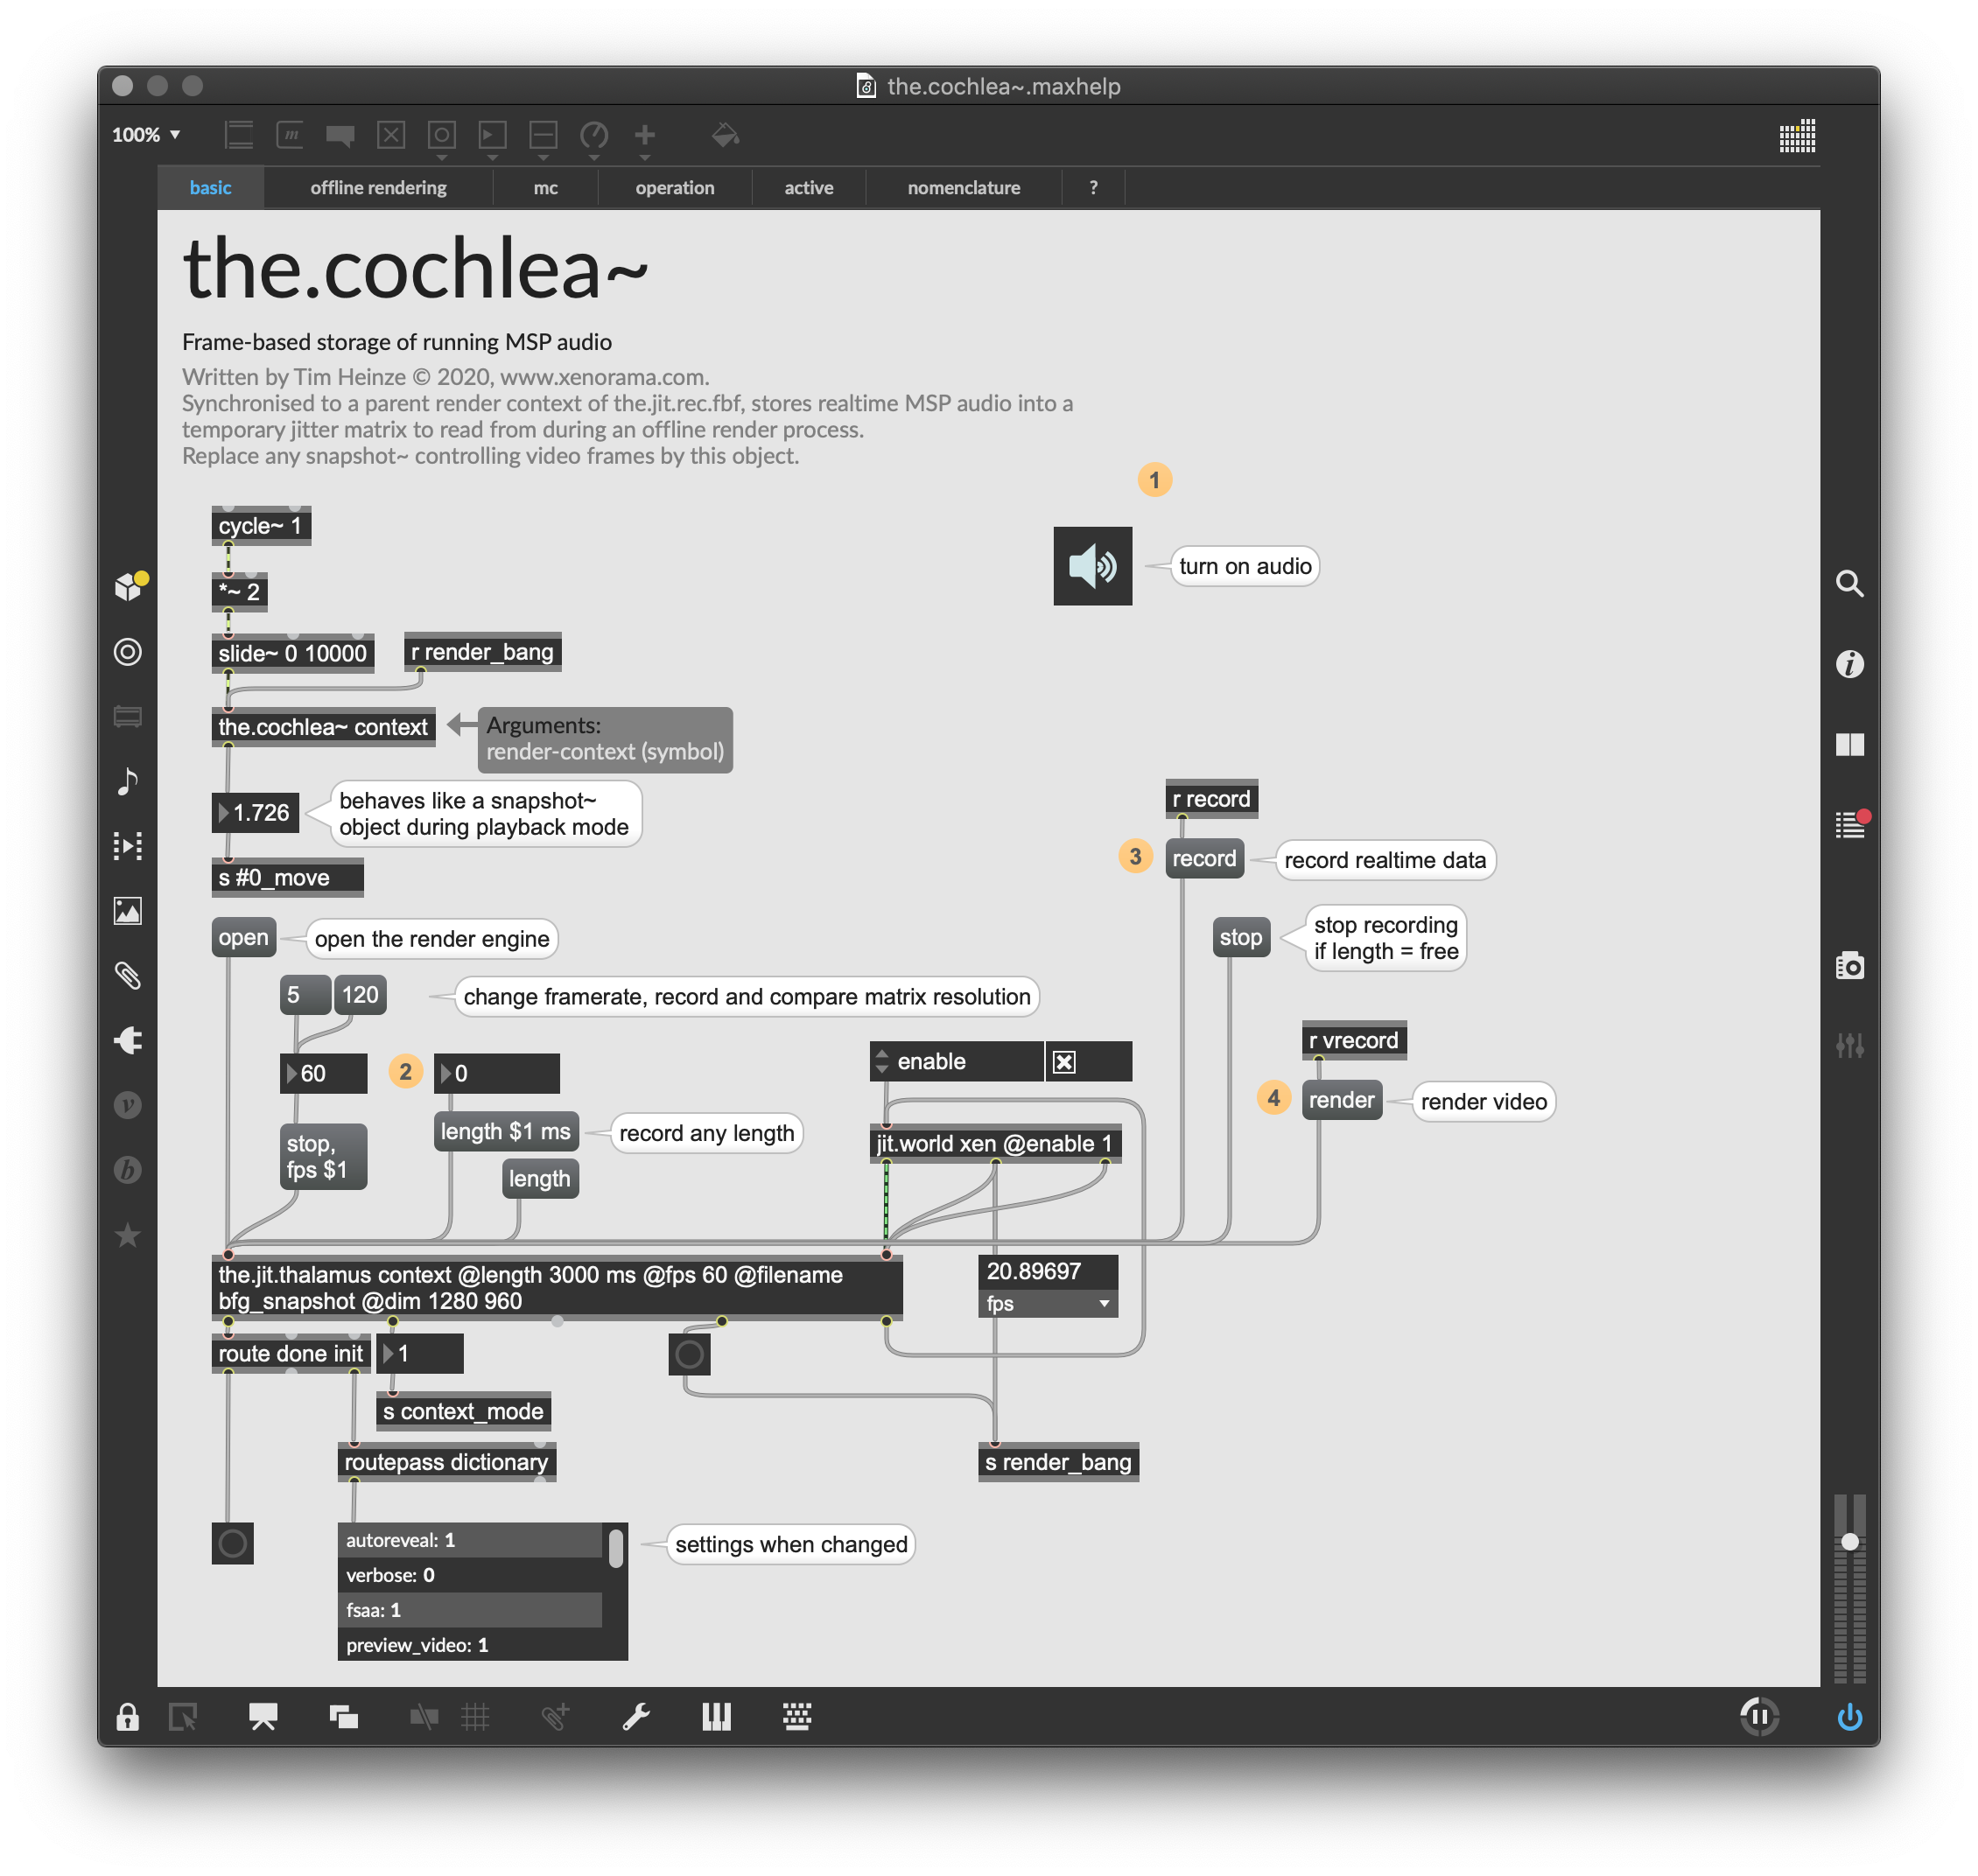 the.cochlea~.maxhelp
100%
basic
offline rendering
mc
operation
active
nomenclature
?
the.cochlea~
Frame-based storage of running MSP audio
Written by Tim Heinze © 2020, www.xenorama.com.
Synchronised to a parent render context of the.jit.rec.fbf, stores realtime MSP audio into a
temporary jitter matrix to read from during an offline render process.
Replace any snapshot~ controlling video frames by this object.
1
cycle~ 1
turn on audio
*~ 2
slide~ 0 10000
r render_bang
the.cochlea~ context
Arguments:
render-context (symbol)
1.726
behaves like a snapshot~
object during playback mode
r record
3
record
record realtime data
s #0_move
open
open the render engine
stop
stop recording
if length = free
5
120
change framerate, record and compare matrix resolution
r vrecord
60
2
0
enable
4
render
render video
length $1 ms
record any length
stop,
fps $1
jit.world xen @enable 1
length
the.jit.thalamus context @length 3000 ms @fps 60 @filename
bfg_snapshot @dim 1280 960
20.89697
fps
route done init
1
s context_mode
routepass dictionary
s render_bang
autoreveal: 1
verbose: 0
fsaa: 1
preview_video: 1
settings when changed